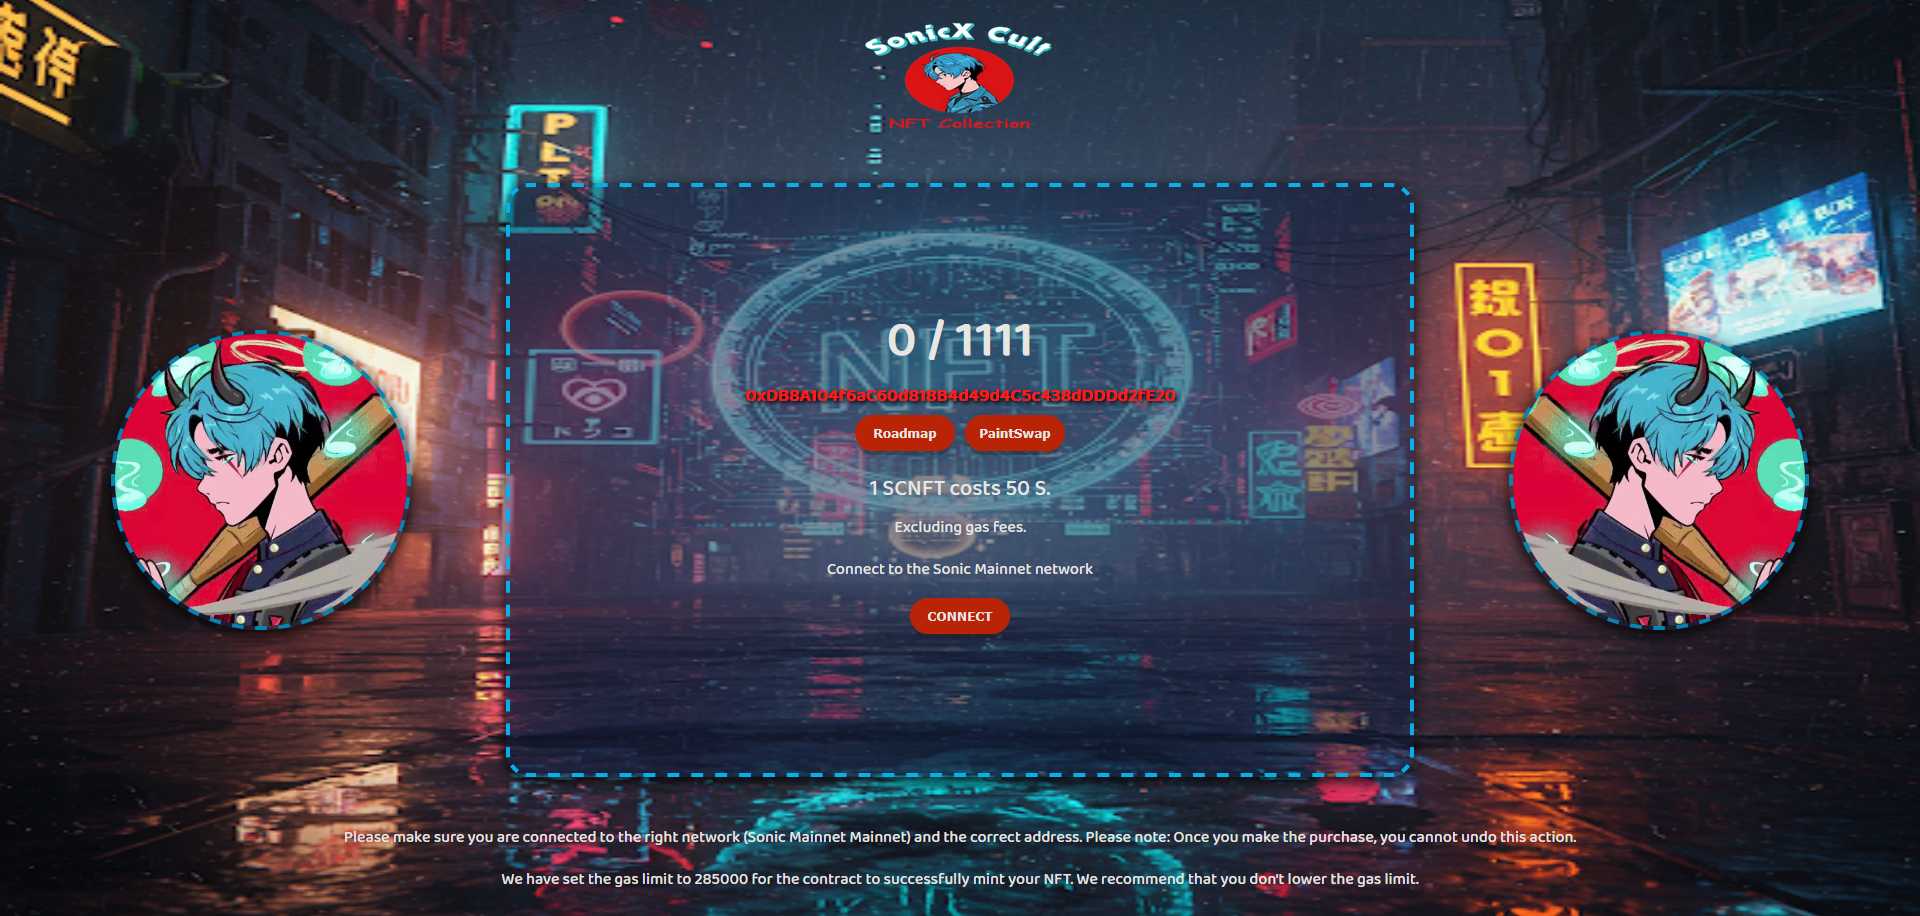 SonicX Cult
NFT Collection
0 / 1111
NFT
0xDB8A104f6aC60d818B4d49d4C5c438dDDDd2fE20
Roadmap
PaintSwap
1 SCNFT costs 50 S.
Excluding gas fees.
Connect to the Sonic Mainnet network
CONNECT
Please make sure you are connected to the right network (Sonic Mainnet Mainnet) and the correct address. Please note: Once you make the purchase, you cannot undo this action.
We have set the gas limit to 285000 for the contract to successfully mint your NFT. We recommend that you don't lower the gas limit.